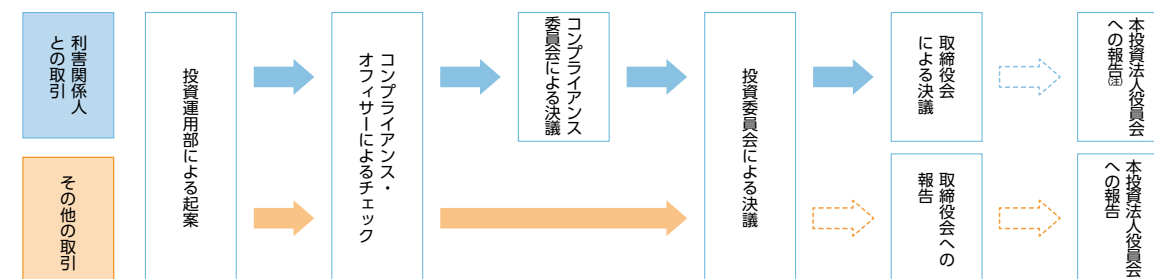 利害関係人
との取引
投資運用部による起案
コンプライアンス・
オフィサーによるチェック
コンプライアンス
委員会による決議
投資委員会による決議
取締役会
による決議
本投資法人役員会
への報告(注)
その他の取引
取締役会への
報告
本投資法人役員会
への報告